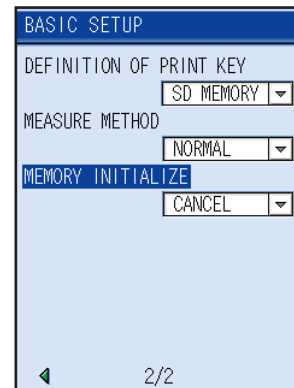 BASIC SETUP
DEFINITION OF PRINT KEY
SD MEMORY
MEASURE METHOD
NORMAL
MEMORY INITIALIZE
CANCEL
2/2